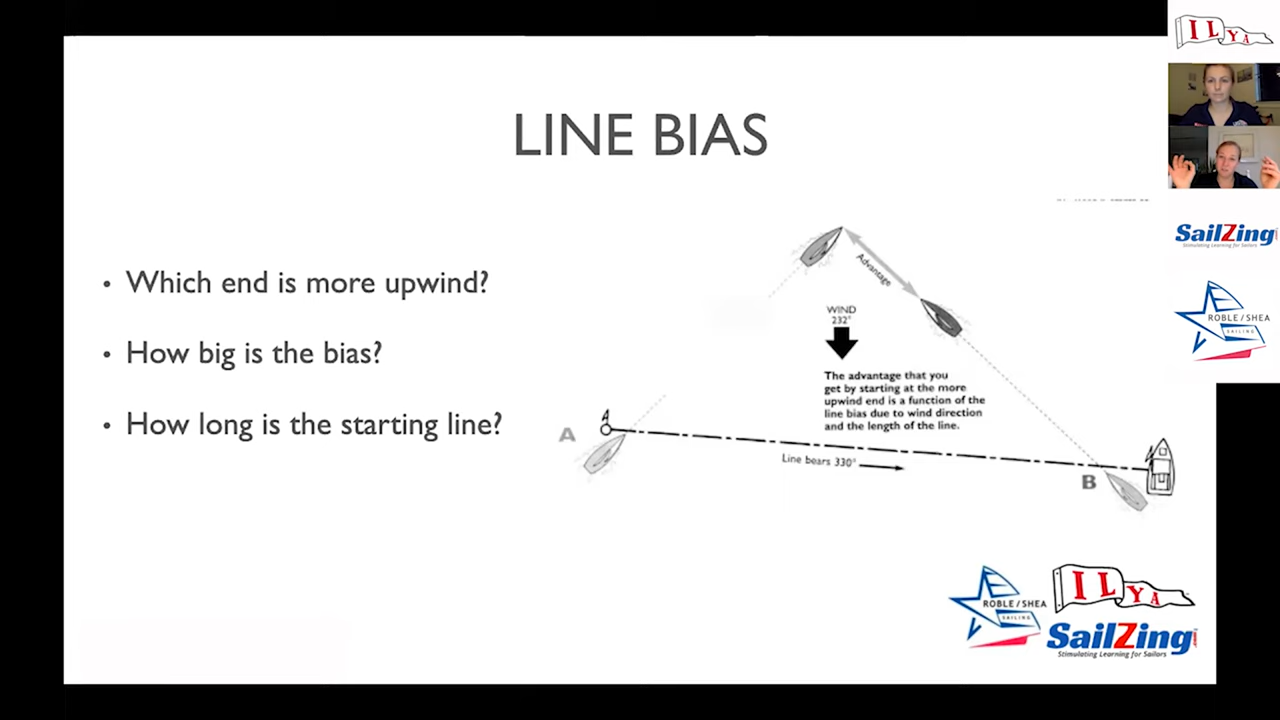 LINE BIAS
• Which end is more upwind?
• How big is the bias?
• How long is the starting line?
Advantage
WIND
232°
The advantage that you
get by starting at the more
upwind end is a function of the
line bias due to wind direction
and the length of the line.
A
Line bears 330°
B
ILYA
SailZing
Stimulating Learning for Sailors
ROBLE/SHEA
SAILING
ROBLE/SHEA
SAILING
ILYA
SailZing.com
Stimulating Learning for Sailors